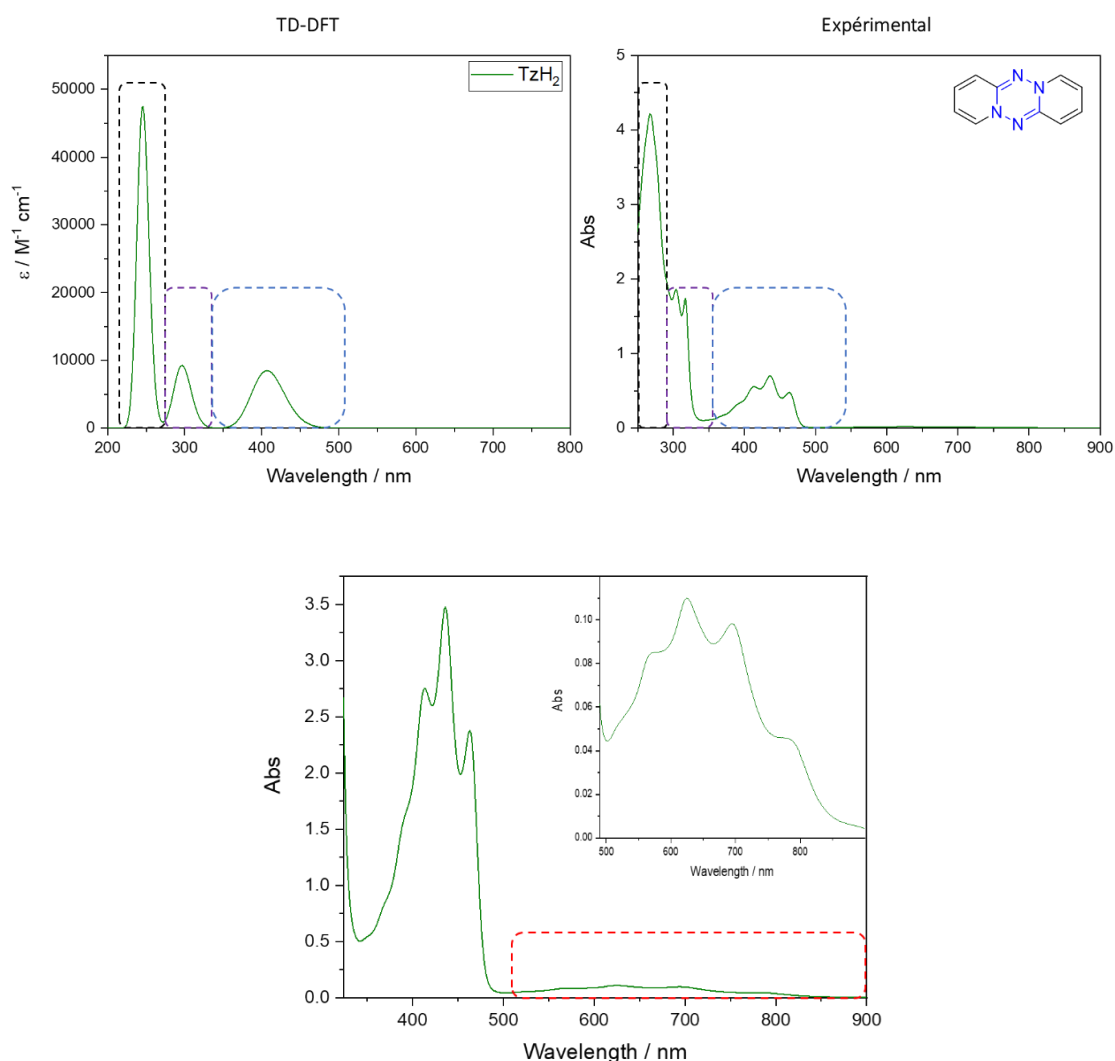 TD-DFT
Expérimental
TzH2
50000
40000
30000
20000
10000
0
200 300 400 500 600 700 800
Wavelength / nm
ε / M-1 cm-1
5
4
3
2
1
0
300 400 500 600 700 800 900
Wavelength / nm
Abs
N
N
N
N
3.5
3.0
2.5
2.0
1.5
1.0
0.5
0.0
400 500 600 700 800 900
Wavelength / nm
Abs
0.10
0.08
0.06
0.04
0.02
0.00
500 600 700 800
Wavelength / nm
Abs